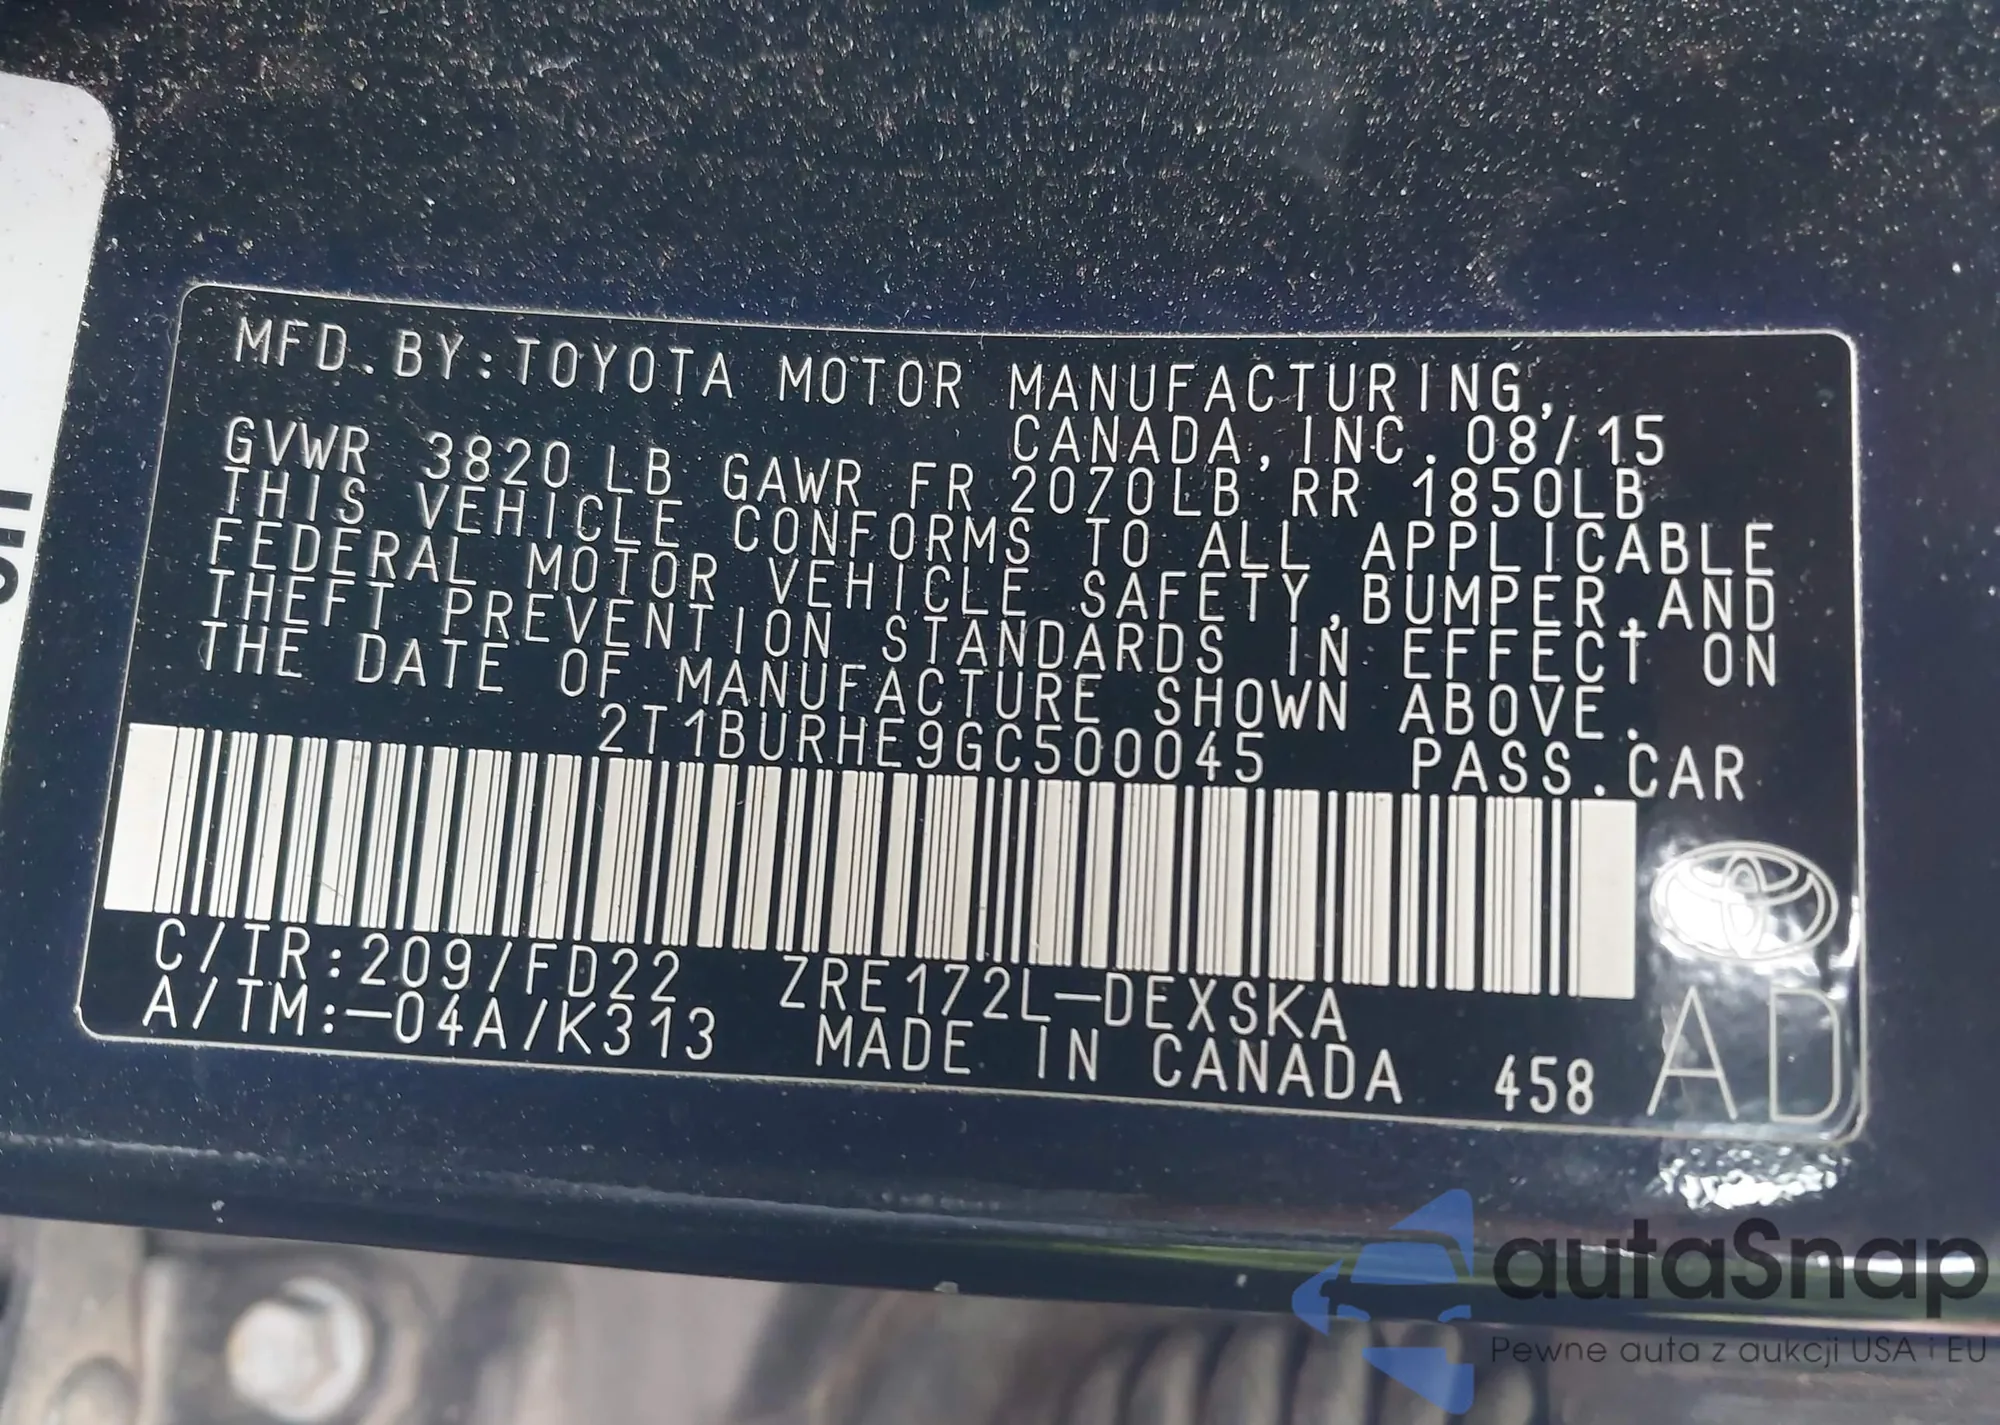 MFD.BY:TOYOTA MOTOR MANUFACTURING,
CANADA, INC. 08/15
GVWR 3820 LB GAWR FR 2070LB RR 1850LB
THIS VEHICLE CONFORMS TO ALL APPLICABLE
FEDERAL MOTOR VEHICLE SAFETY,BUMPER,AND
THEFT PREVENTION STANDARDS IN EFFECT ON
THE DATE OF MANUFACTURE SHOWN ABOVE.
2T1BURHE9GC500045 PASS.CAR
C/TR:209/FD22 ZRE172L-DEXSKA
A/TM:-04A/K313 MADE IN CANADA 458 AD
autaSnap
Pewne auta z aukcji USA i EU